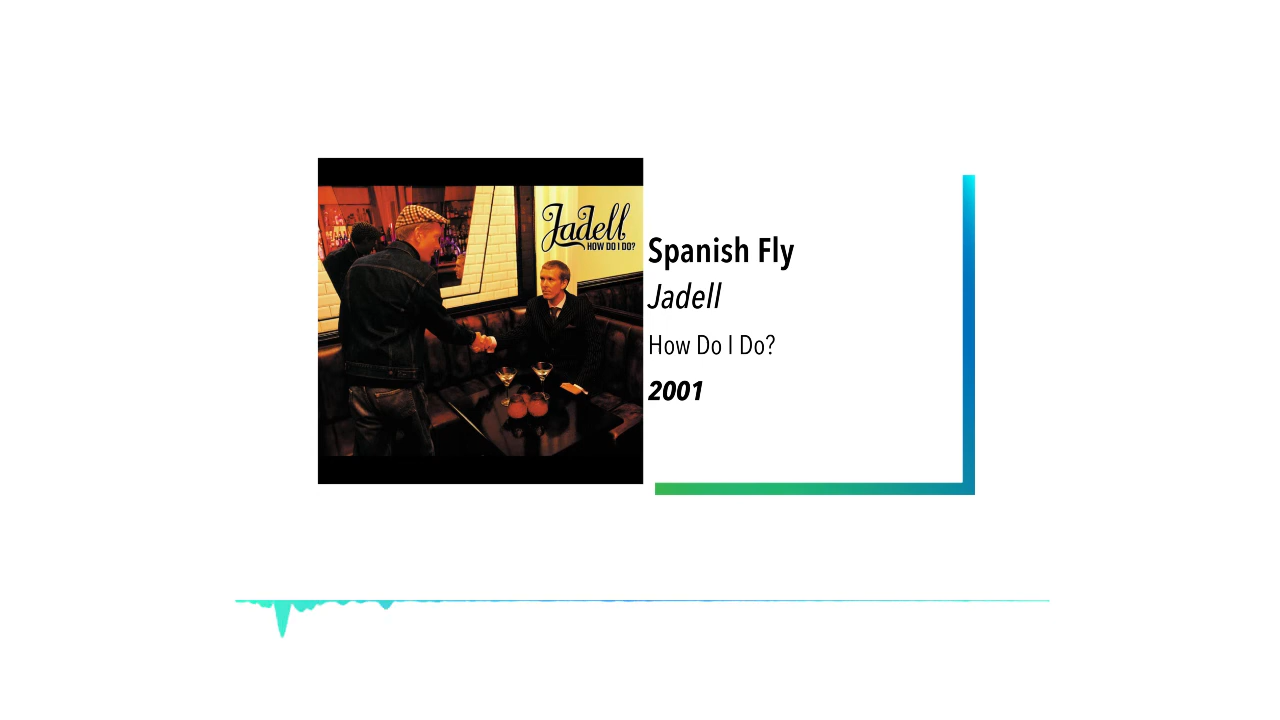 Jadell
HOW DO I DO?
Spanish Fly
Jadell
How Do I Do?
2001